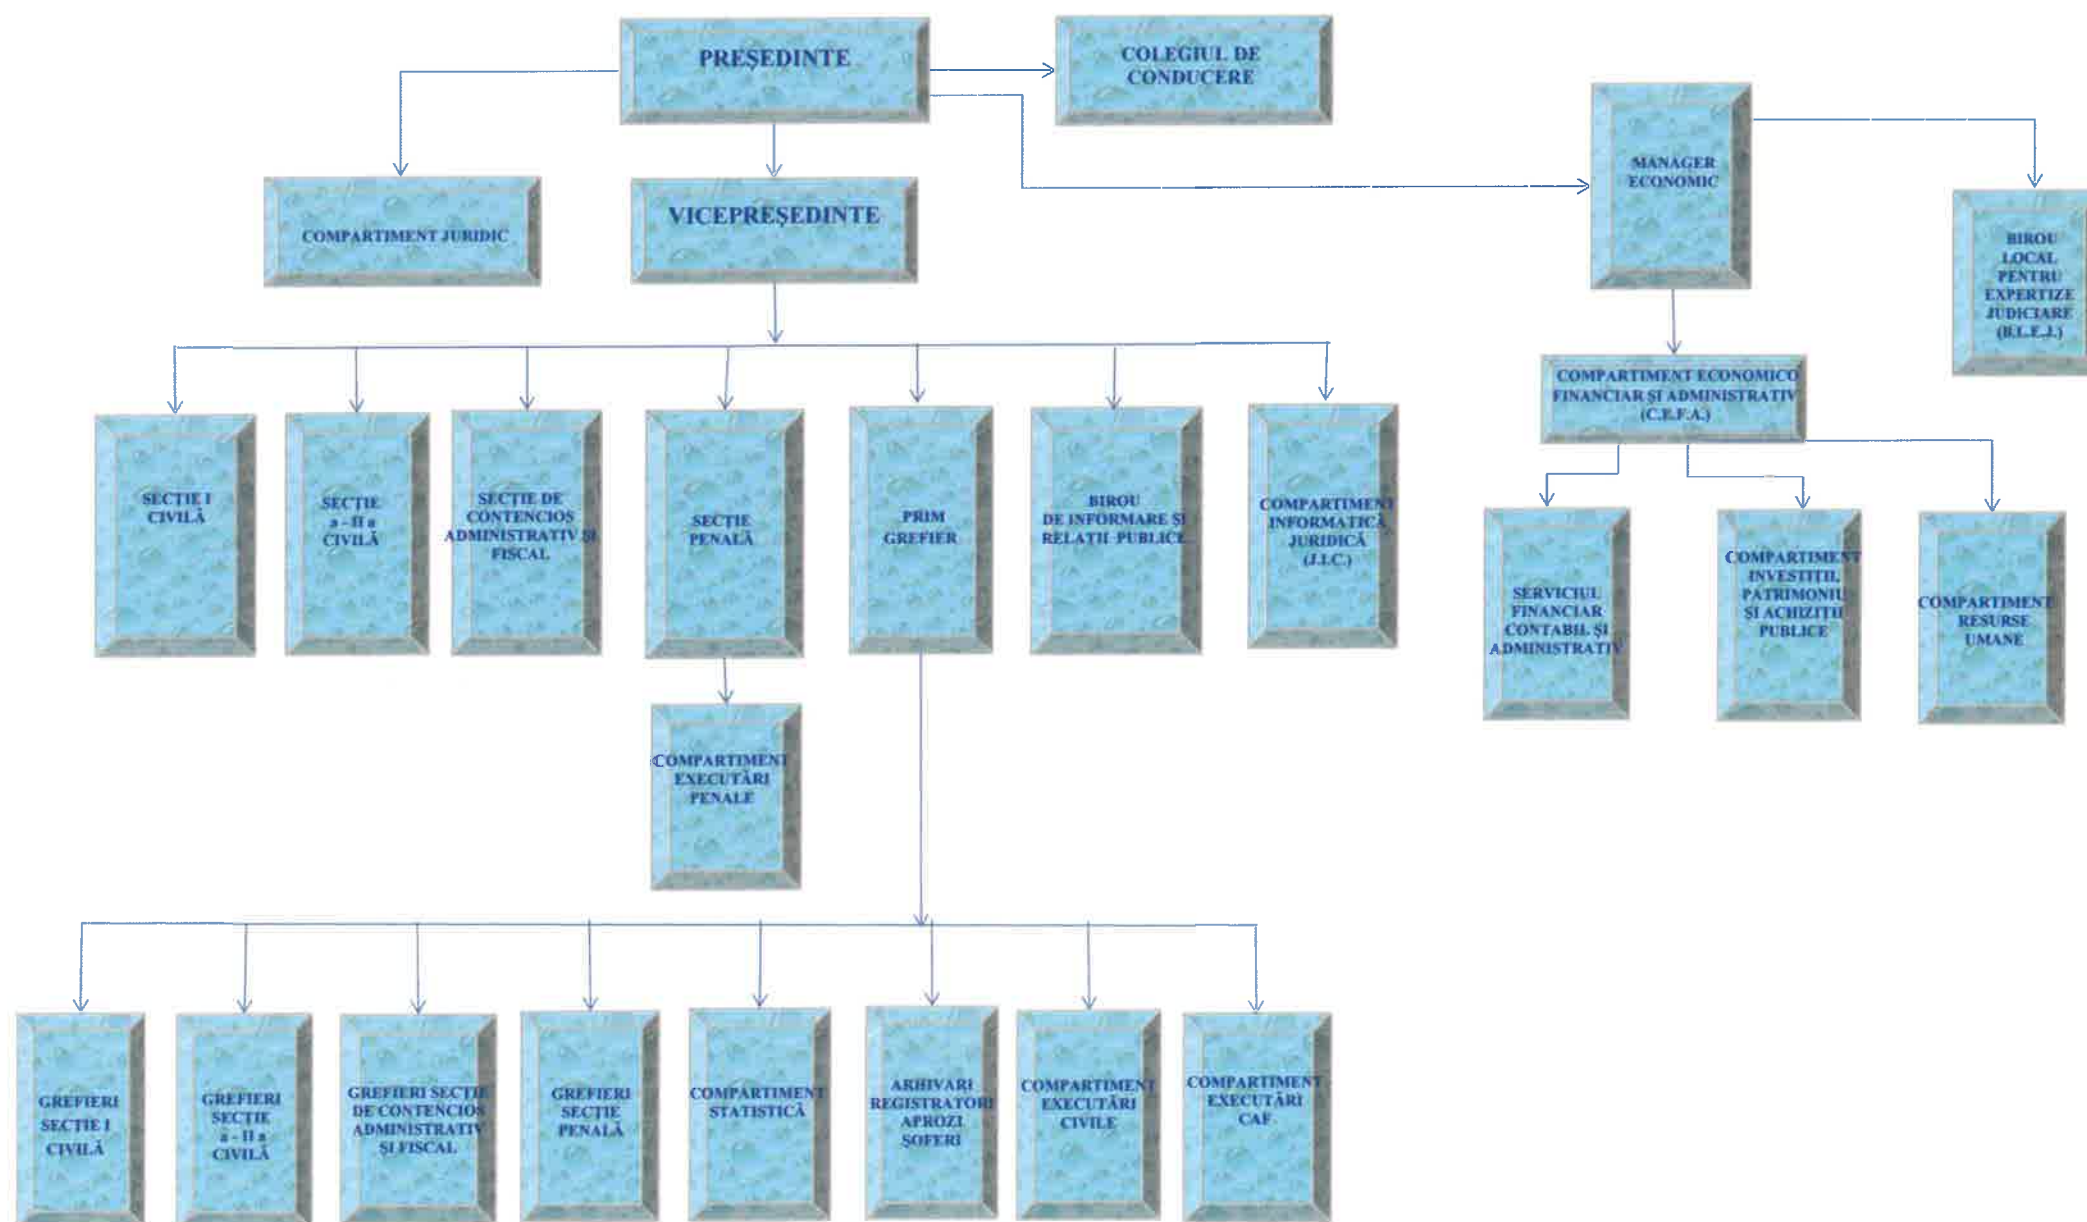 PREȘEDINTE
COLEGIUL DE
CONDUCERE
MANAGER
ECONOMIC
COMPARTIMENT JURIDIC
VICEPREȘEDINTE
BIROU
LOCAL
PENTRU
EXPERTIZE
JUDICIARE
(B.L.E.J.)
COMPARTIMENT ECONOMICO
FINANCIAR ȘI ADMINISTRATIV
(C.E.F.A.)
SECȚIE I
CIVILĂ
SECȚIE
a - II a
CIVILĂ
SECȚIE DE
CONTENCIOS
ADMINISTRATIV ȘI
FISCAL
SECȚIE
PENALĂ
PRIM
GREFIER
BIROU
DE INFORMARE ȘI
RELAȚII PUBLICE
COMPARTIMENT
INFORMATICĂ
JURIDICĂ
(J.I.C.)
SERVICIUL
FINANCIAR
CONTABIL ȘI
ADMINISTRATIV
COMPARTIMENT
INVESTIȚII,
PATRIMONIU
ȘI ACHIZIȚII
PUBLICE
COMPARTIMENT
RESURSE
UMANE
COMPARTIMENT
EXECUTĂRI
PENALE
GREFIERI
SECȚIE I
CIVILĂ
GREFIERI
SECȚIE
a - II a
CIVILĂ
GREFIERI SECȚIE
DE CONTENCIOS
ADMINISTRATIV
ȘI FISCAL
GREFIERI
SECȚIE
PENALĂ
COMPARTIMENT
STATISTICĂ
ARHIVARI
REGISTRATORI
APROZI
ȘOFERI
COMPARTIMENT
EXECUTĂRI
CIVILE
COMPARTIMENT
EXECUTĂRI
CAF